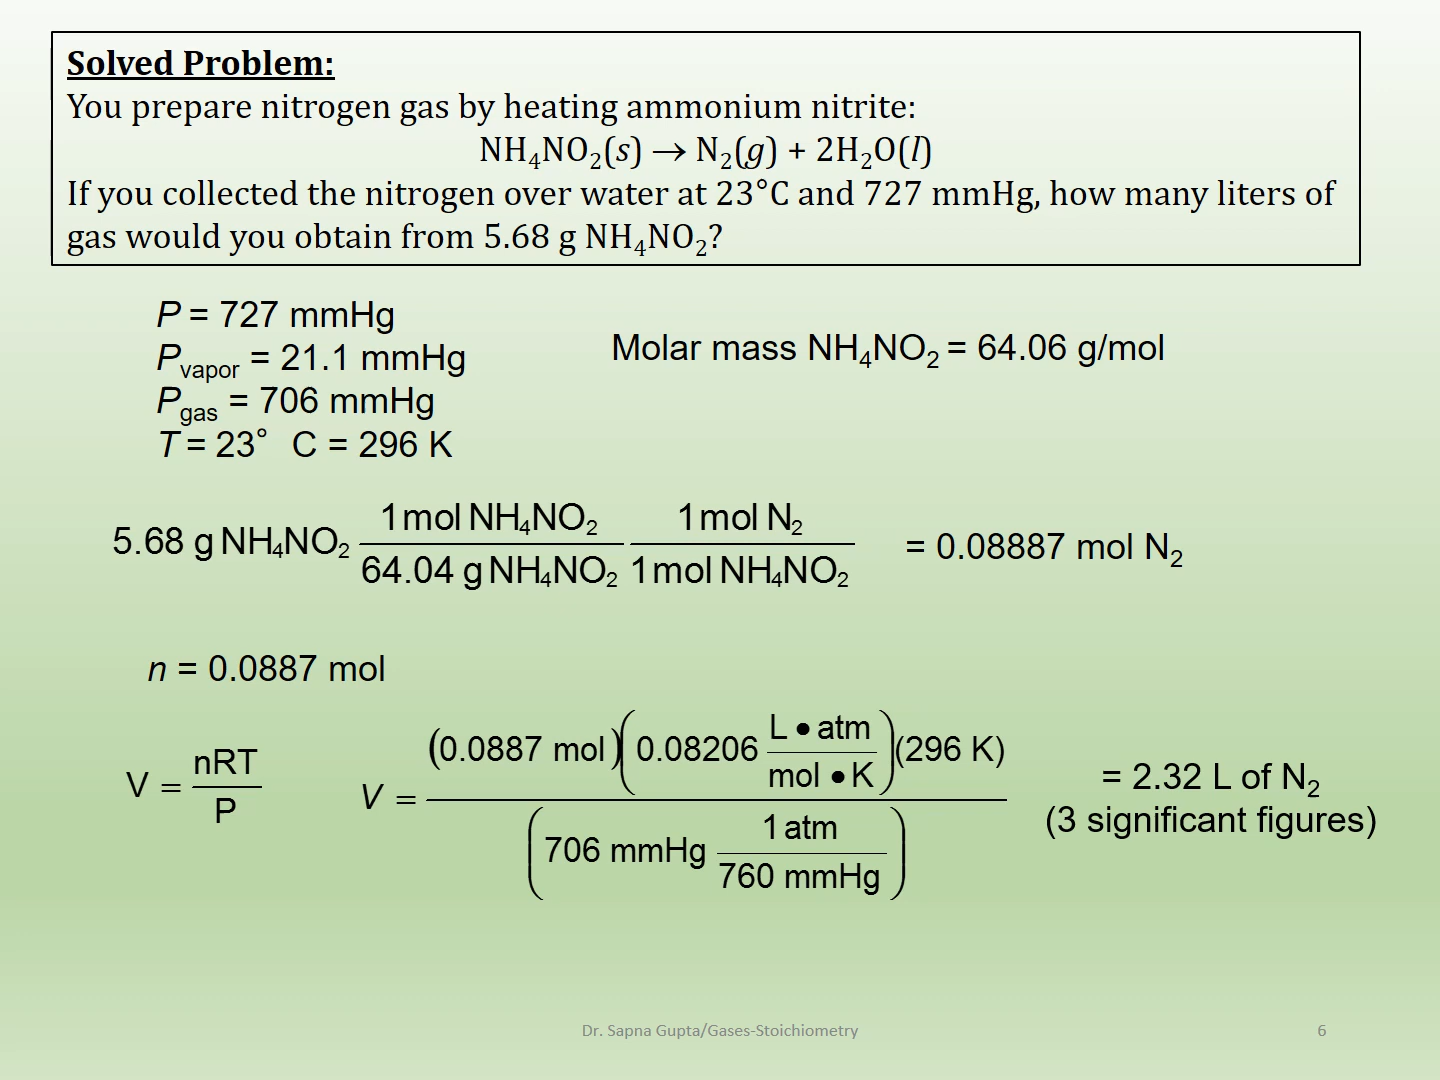 Solved Problem:
You prepare nitrogen gas by heating ammonium nitrite:
NH₄NO₂(s) → N₂(g) + 2H₂O(l)
If you collected the nitrogen over water at 23°C and 727 mmHg, how many liters of
gas would you obtain from 5.68 g NH₄NO₂?
P = 727 mmHg
P vapor = 21.1 mmHg
P gas = 706 mmHg
T = 23° C = 296 K
Molar mass NH₄NO₂ = 64.06 g/mol
1 mol NH₄NO₂ 1 mol N₂
5.68 g NH₄NO₂ = 0.08887 mol N₂
64.04 g NH₄NO₂ 1 mol NH₄NO₂
n = 0.0887 mol
V = nRT
P
V = (0.0887 mol)(0.08206 L • atm
mol • K)(296 K)
(706 mmHg 1 atm
760 mmHg)
= 2.32 L of N₂
(3 significant figures)
Dr. Sapna Gupta/Gases-Stoichiometry
6